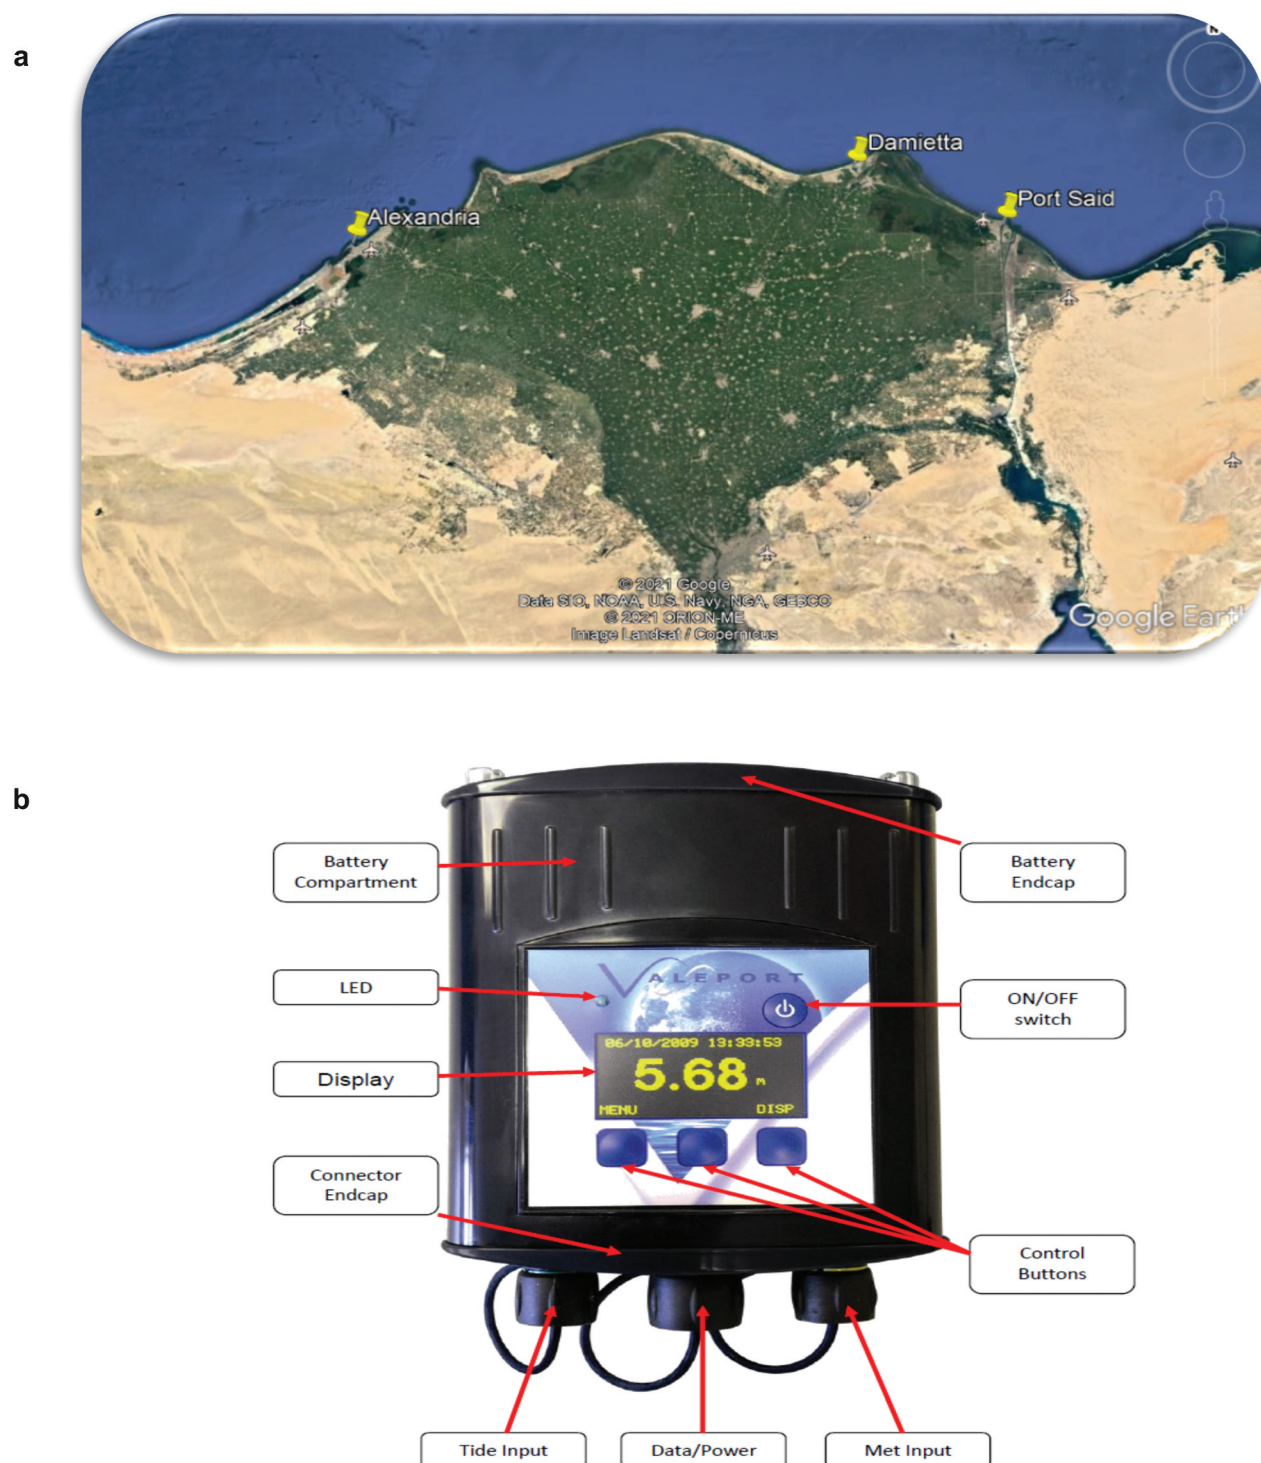 a
N
Damietta
Port Said
Alexandria
© 2021 Google
Data SIO, NOAA, U.S. Navy, NGA, GEBCO
© 2021 ORION-ME
Image Landsat / Copernicus
Google Earth
b
Battery
Compartment
Battery
Endcap
VALEPORT
LED
ON/OFF
switch
06/10/2009 13:33:53
5.68 M
Display
MENU DISP
Connector
Endcap
Control
Buttons
Tide Input
Data/Power
Met Input